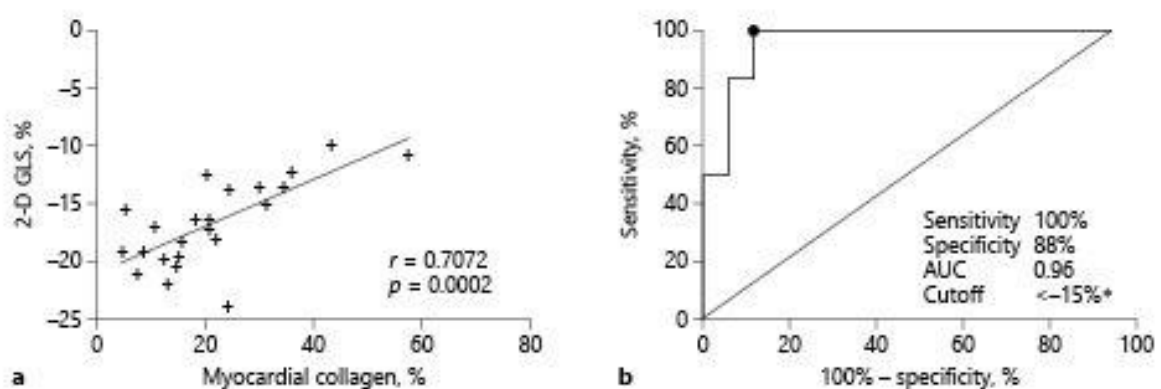 0
–5
–10
–15
–20
–25
2-D GLS, %
r = 0.7072
p = 0.0002
0 20 40 60 80
Myocardial collagen, %
a
100
80
60
40
20
0
Sensitivity, %
Sensitivity 100%
Specificity 88%
AUC 0.96
Cutoff <–15%*
0 20 40 60 80 100
100% – specificity, %
b